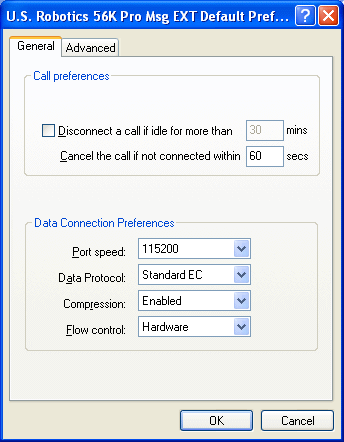 U.S. Robotics 56K Pro Msg EXT Default Pref...
General
Advanced
Call preferences
Disconnect a call if idle for more than 30 mins
Cancel the call if not connected within 60 secs
Data Connection Preferences
Port speed: 115200
Data Protocol: Standard EC
Compression: Enabled
Flow control: Hardware
OK
Cancel